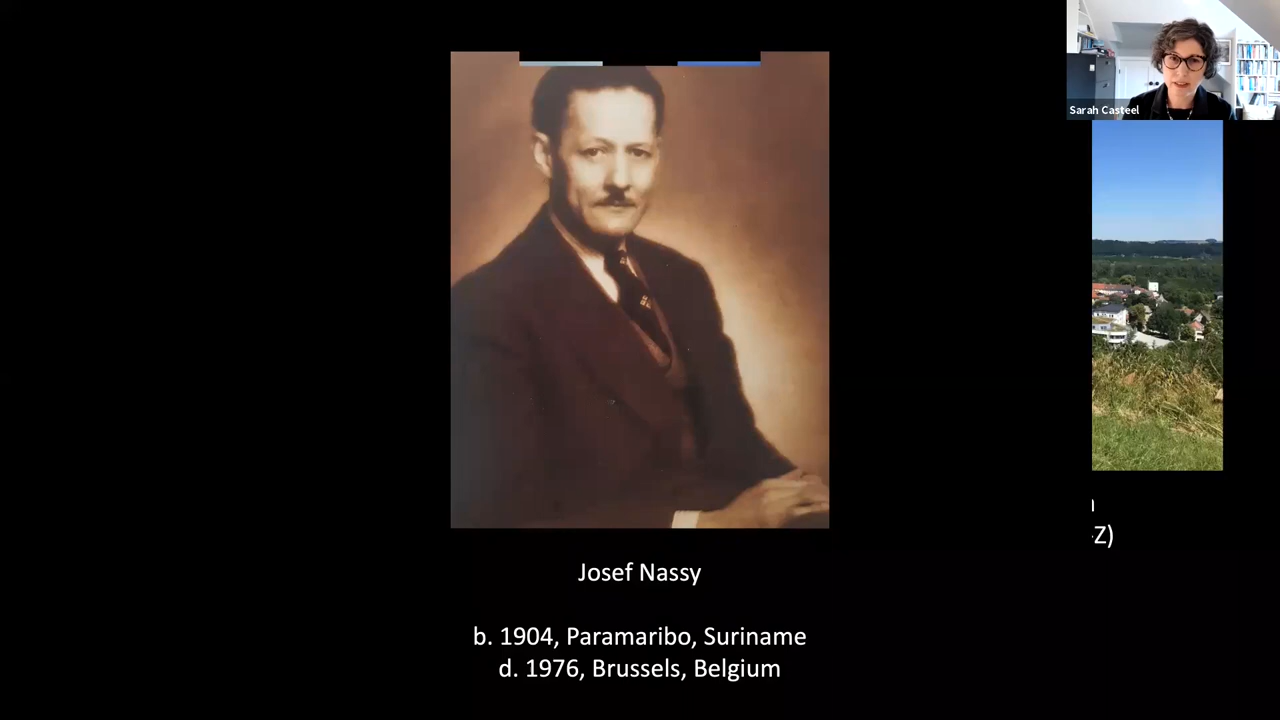 Sarah Casteel
Josef Nassy
b. 1904, Paramaribo, Suriname
d. 1976, Brussels, Belgium
Z)